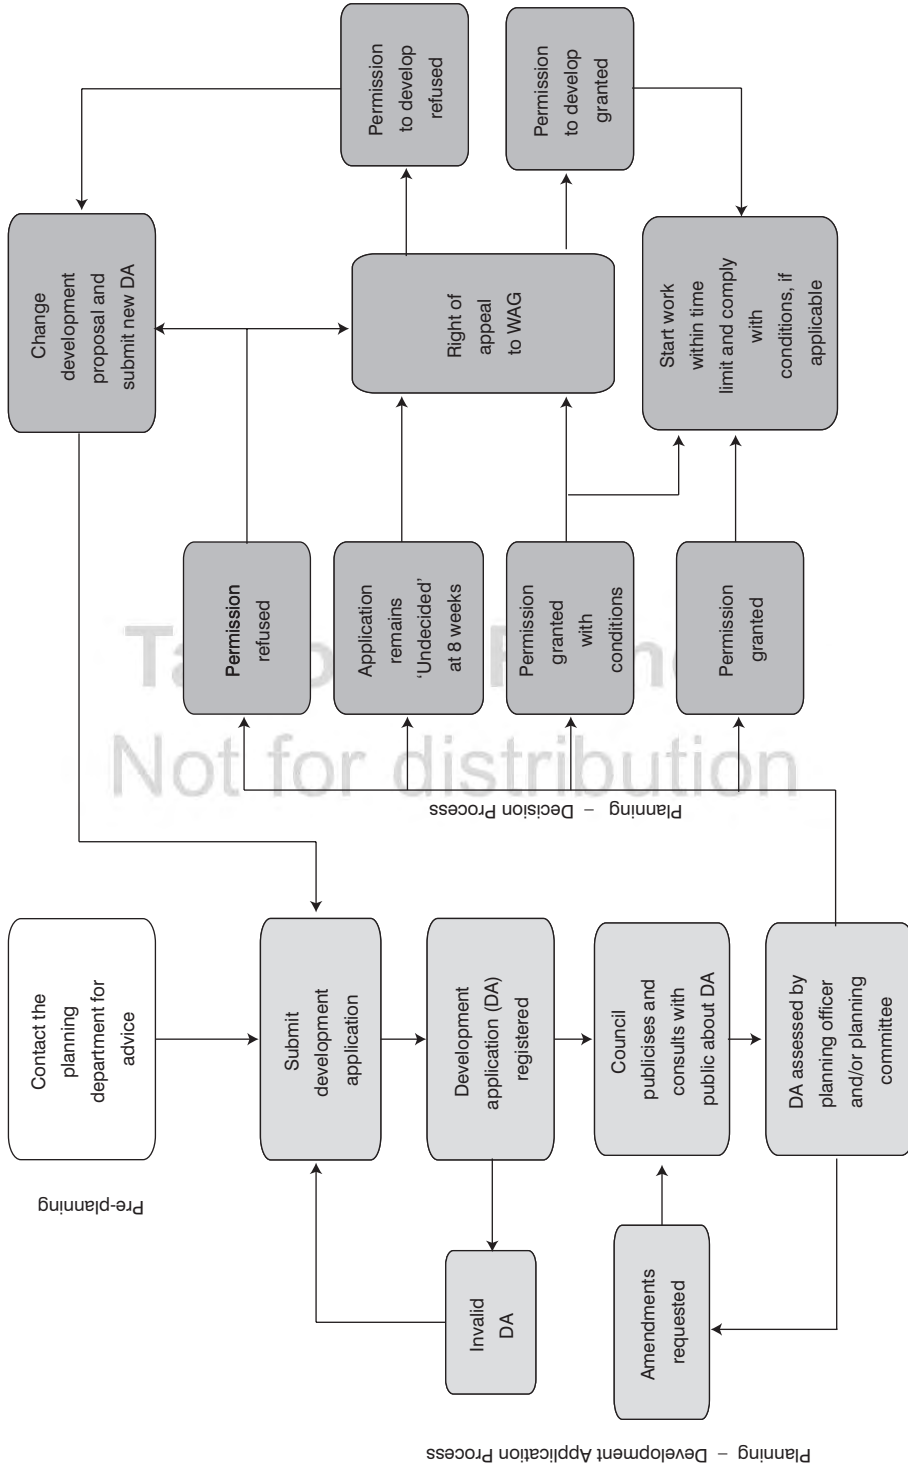 Pre-planning
Contact the
planning
department for
advice
Planning – Development Application Process
Submit
development
application
Development
application (DA)
registered
Invalid
DA
Council
publicises and
consults with
public about DA
Amendments
requested
DA assessed by
planning officer
and/or planning
committee
Planning – Decision Process
Permission
refused
Application
remains
‘Undecided’
at 8 weeks
Permission
granted
with
conditions
Permission
granted
Change
development
proposal and
submit new DA
Right of
appeal
to WAG
Start work
within time
limit and comply
with
conditions, if
applicable
Permission
to develop
refused
Permission
to develop
granted
Not for distribution